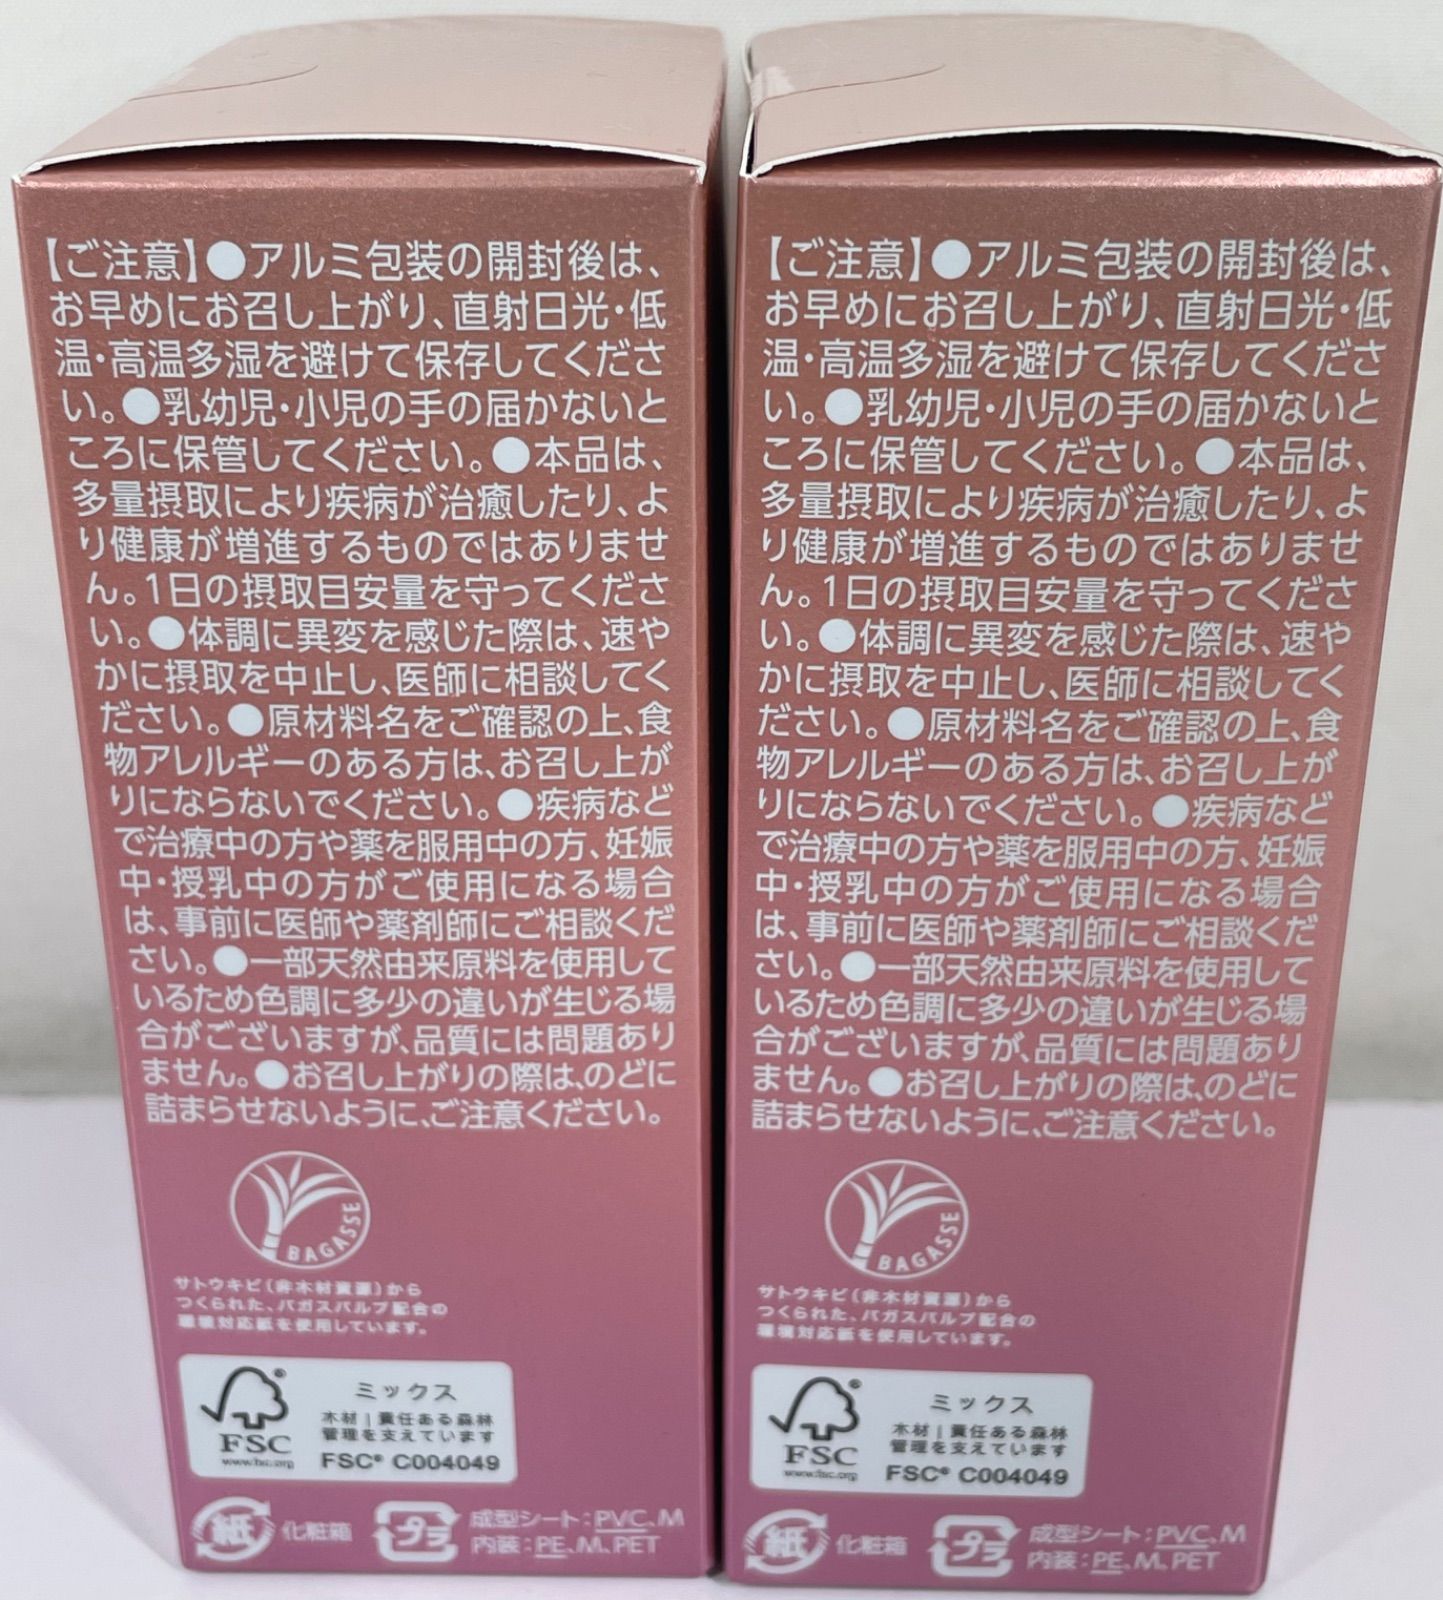 【ご注意】●アルミ包装の開封後は、
お早めにお召し上がり、直射日光・低
温・高温多湿を避けて保存してくださ
い。●乳幼児・小児の手の届かないと
ころに保管してください。●本品は、
多量摂取により疾病が治癒したり、よ
り健康が増進するものではありませ
ん。1日の摂取目安量を守ってくださ
い。●体調に異変を感じた際は、速や
かに摂取を中止し、医師に相談してく
ださい。●原材料名をご確認の上、食
物アレルギーのある方は、お召し上が
りにならないでください。●疾病など
で治療中の方や薬を服用中の方、妊娠
中・授乳中の方がご使用になる場合
は、事前に医師や薬剤師にご相談くだ
さい。●一部天然由来原料を使用して
いるため色調に多少の違いが生じる場
合がございますが、品質には問題あり
ません。●お召し上がりの際は、のどに
詰まらせないように、ご注意ください。
BAGASSE
サトウキビ(非木材資源)から
つくられた、バガスパルプ配合の
環境対応紙を使用しています。
FSC
www.fsc.org
ミックス
木材 | 責任ある森林
管理を支えています
FSC® C004049
紙 化粧箱
プラ 成型シート:PVC、M
内装:PE、M、PET
【ご注意】●アルミ包装の開封後は、
お早めにお召し上がり、直射日光・低
温・高温多湿を避けて保存してくださ
い。●乳幼児・小児の手の届かないと
ころに保管してください。●本品は、
多量摂取により疾病が治癒したり、よ
り健康が増進するものではありませ
ん。1日の摂取目安量を守ってくださ
い。●体調に異変を感じた際は、速や
かに摂取を中止し、医師に相談してく
ださい。●原材料名をご確認の上、食
物アレルギーのある方は、お召し上が
りにならないでください。●疾病など
で治療中の方や薬を服用中の方、妊娠
中・授乳中の方がご使用になる場合
は、事前に医師や薬剤師にご相談くだ
さい。●一部天然由来原料を使用して
いるため色調に多少の違いが生じる場
合がございますが、品質には問題あり
ません。●お召し上がりの際は、のどに
詰まらせないように、ご注意ください。
BAGASSE
サトウキビ(非木材資源)から
つくられた、バガスパルプ配合の
環境対応紙を使用しています。
FSC
www.fsc.org
ミックス
木材 | 責任ある森林
管理を支えています
FSC® C004049
紙 化粧箱
プラ 成型シート:PVC、M
内装:PE、M、PET